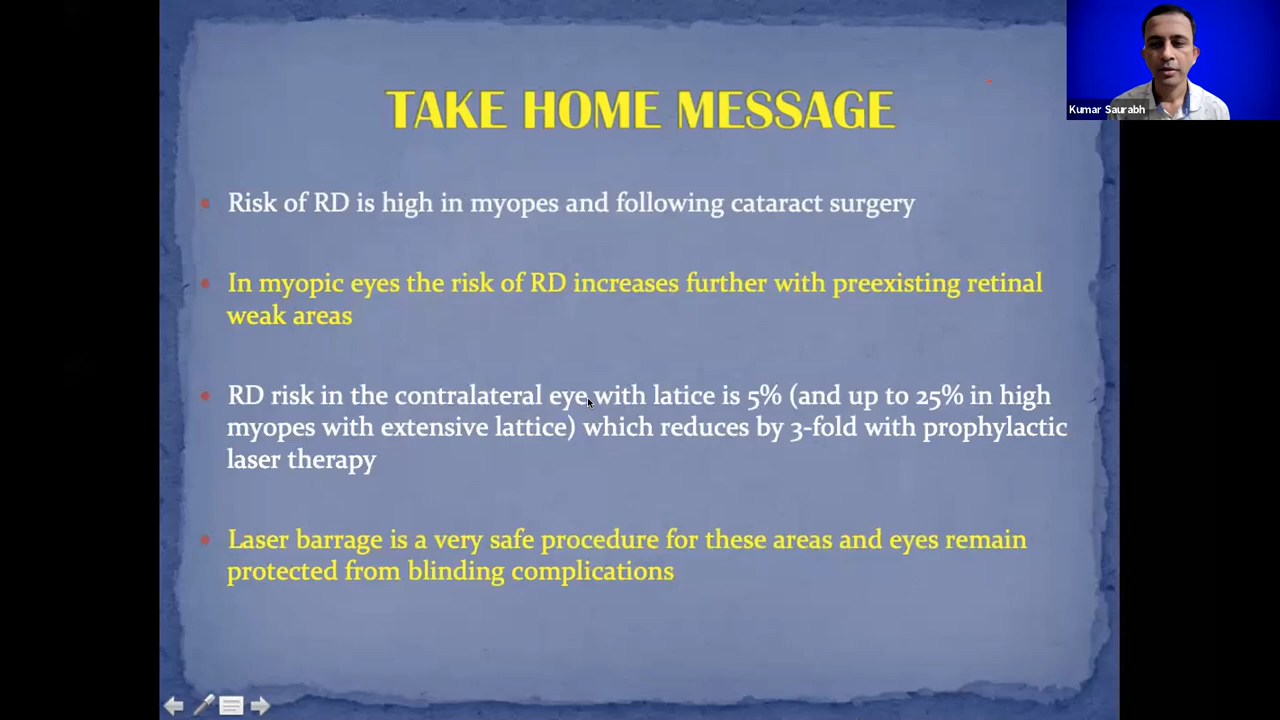 Kumar Saurabh
TAKE HOME MESSAGE
Risk of RD is high in myopes and following cataract surgery
In myopic eyes the risk of RD increases further with preexisting retinal
weak areas
RD risk in the contralateral eye with latice is 5% (and up to 25% in high
myopes with extensive lattice) which reduces by 3-fold with prophylactic
laser therapy
Laser barrage is a very safe procedure for these areas and eyes remain
protected from blinding complications